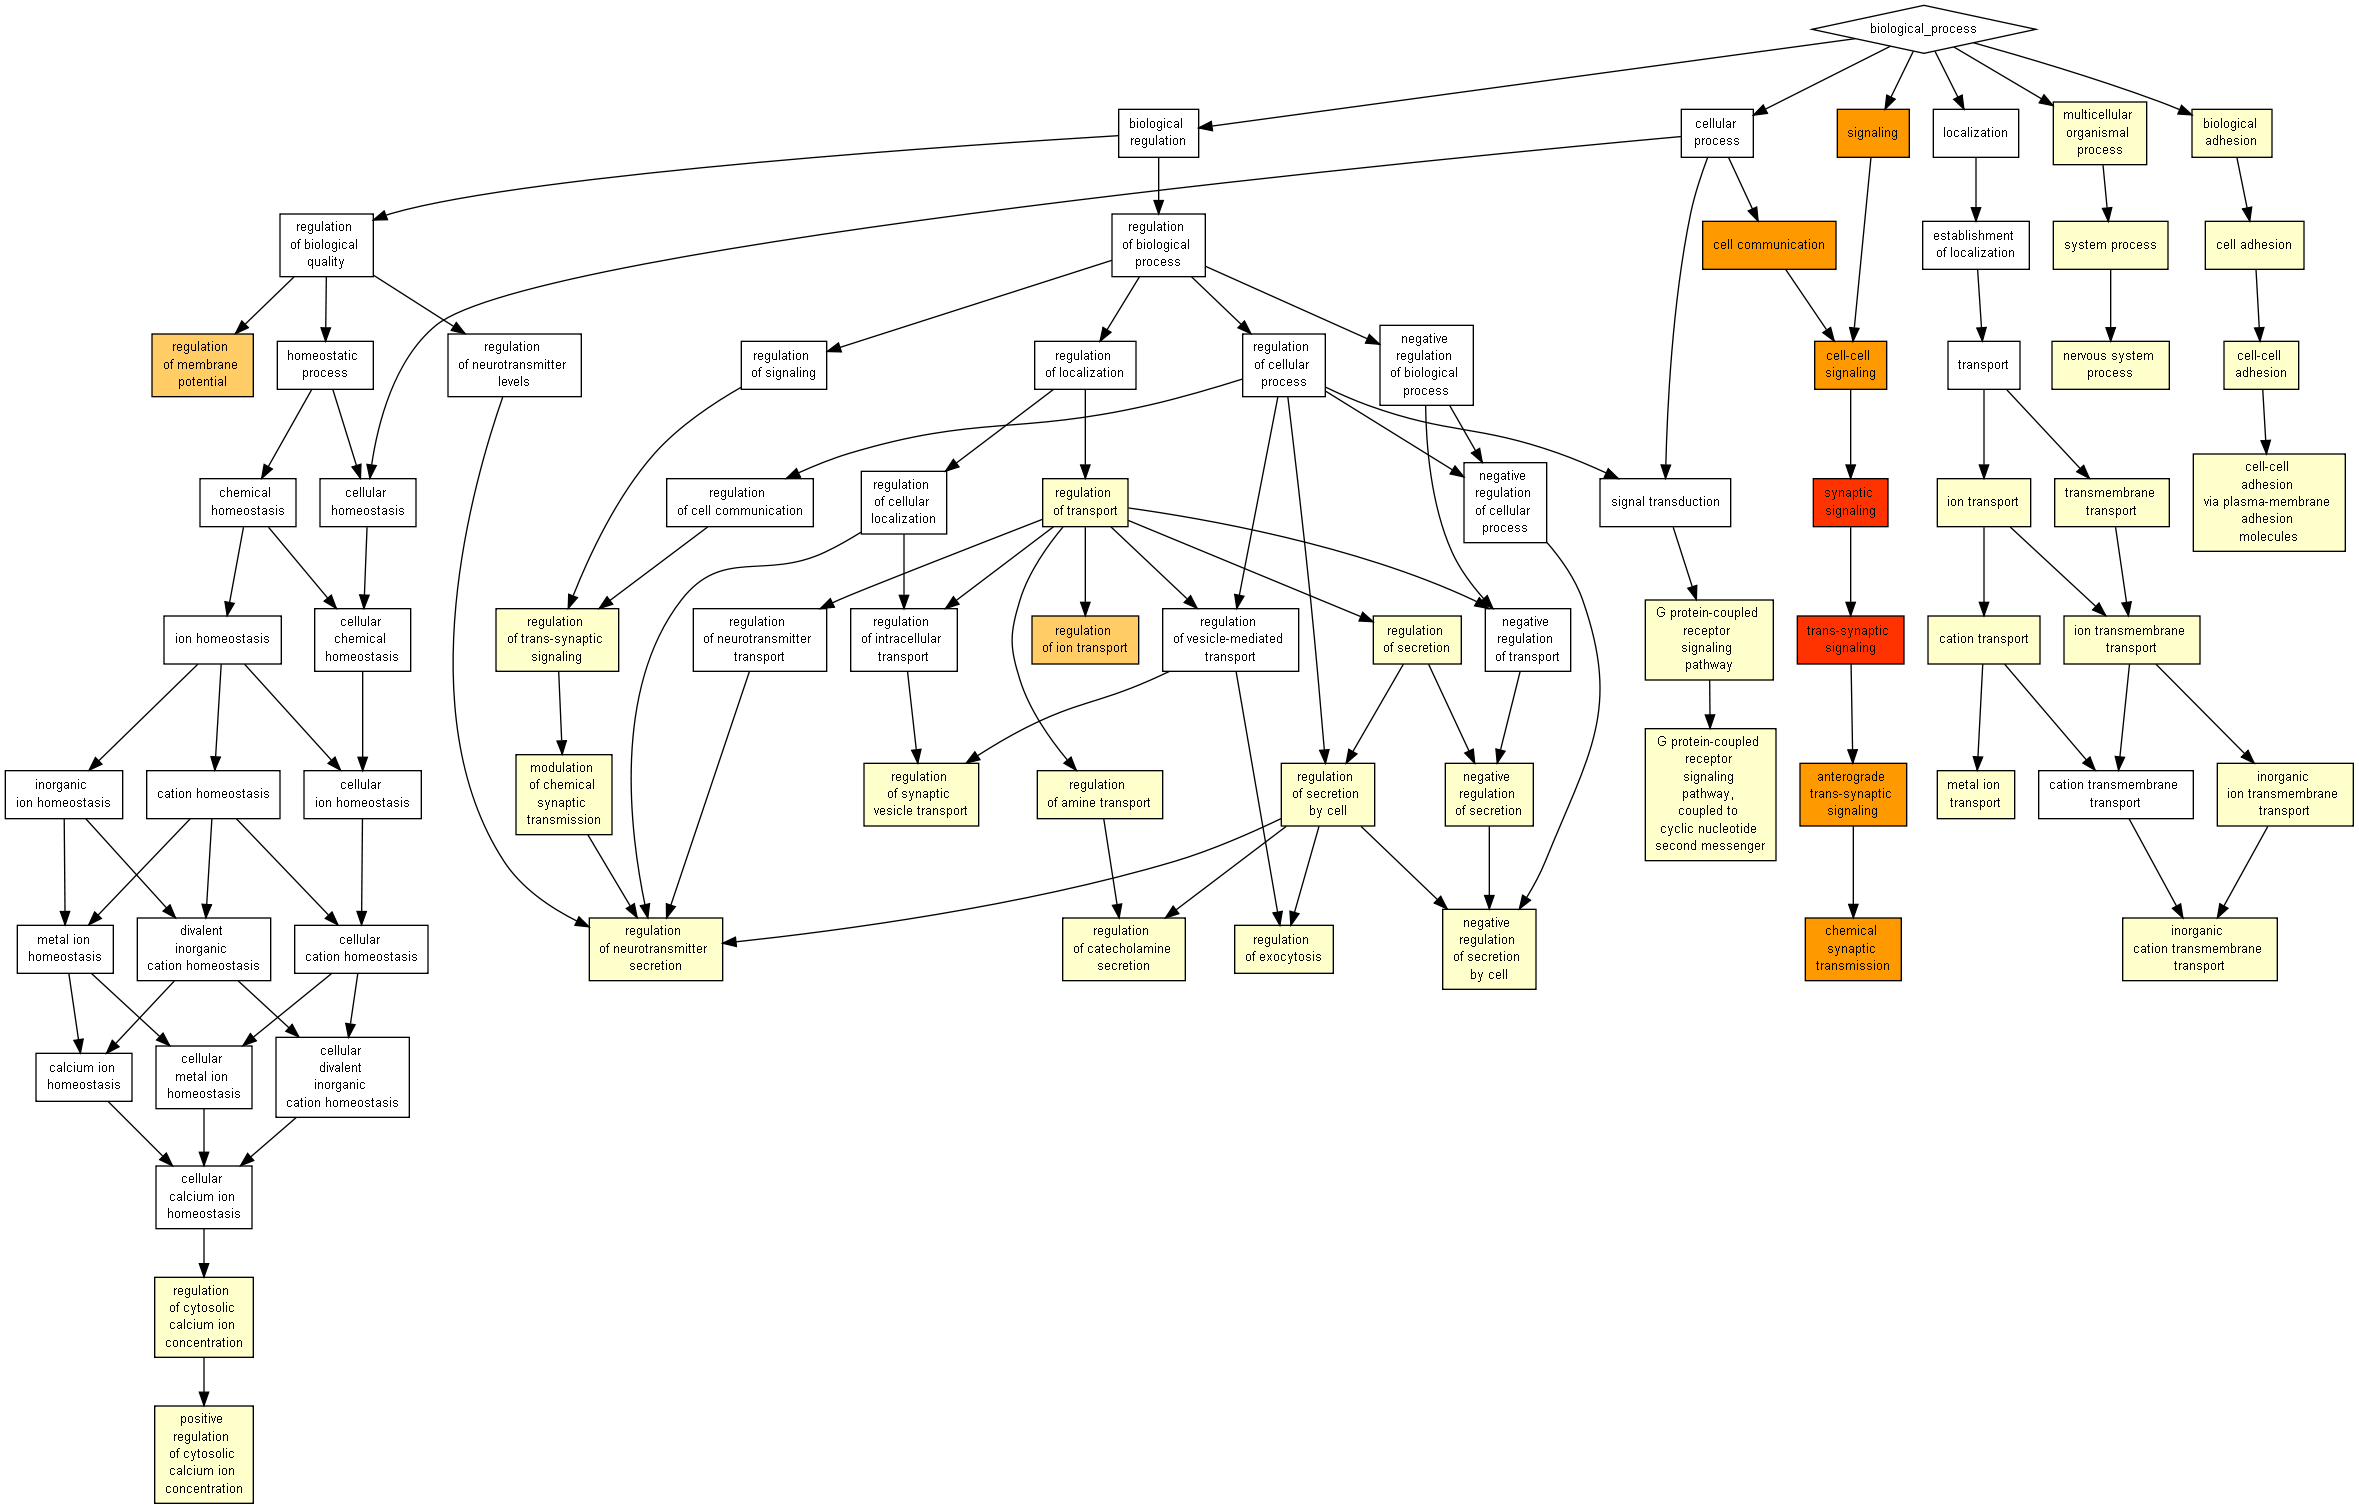 biological_process
biological
regulation
cellular
process
signaling
localization
multicellular
organismal
process
biological
adhesion
regulation
of biological
quality
regulation
of biological
process
cell communication
establishment
of localization
system process
cell adhesion
regulation
of membrane
potential
homeostatic
process
regulation
of neurotransmitter
levels
regulation
of signaling
regulation
of localization
regulation
of cellular
process
negative
regulation
of biological
process
cell-cell
signaling
transport
nervous system
process
cell-cell
adhesion
chemical
homeostasis
cellular
homeostasis
regulation
of cell communication
regulation
of cellular
localization
regulation
of transport
negative
regulation
of cellular
process
signal transduction
synaptic
signaling
ion transport
transmembrane
transport
cell-cell
adhesion
via plasma-membrane
adhesion
molecules
ion homeostasis
cellular
chemical
homeostasis
regulation
of trans-synaptic
signaling
regulation
of neurotransmitter
transport
regulation
of intracellular
transport
regulation
of ion transport
regulation
of vesicle-mediated
transport
regulation
of secretion
negative
regulation
of transport
G protein-coupled
receptor
signaling
pathway
trans-synaptic
signaling
cation transport
ion transmembrane
transport
inorganic
ion homeostasis
cation homeostasis
cellular
ion homeostasis
modulation
of chemical
synaptic
transmission
regulation
of synaptic
vesicle transport
regulation
of amine transport
regulation
of secretion
by cell
negative
regulation
of secretion
G protein-coupled
receptor
signaling
pathway,
coupled to
cyclic nucleotide
second messenger
anterograde
trans-synaptic
signaling
metal ion
transport
cation transmembrane
transport
inorganic
ion transmembrane
transport
metal ion
homeostasis
divalent
inorganic
cation homeostasis
cellular
cation homeostasis
regulation
of neurotransmitter
secretion
regulation
of catecholamine
secretion
regulation
of exocytosis
negative
regulation
of secretion
by cell
chemical
synaptic
transmission
inorganic
cation transmembrane
transport
calcium ion
homeostasis
cellular
metal ion
homeostasis
cellular
divalent
inorganic
cation homeostasis
cellular
calcium ion
homeostasis
regulation
of cytosolic
calcium ion
concentration
positive
regulation
of cytosolic
calcium ion
concentration